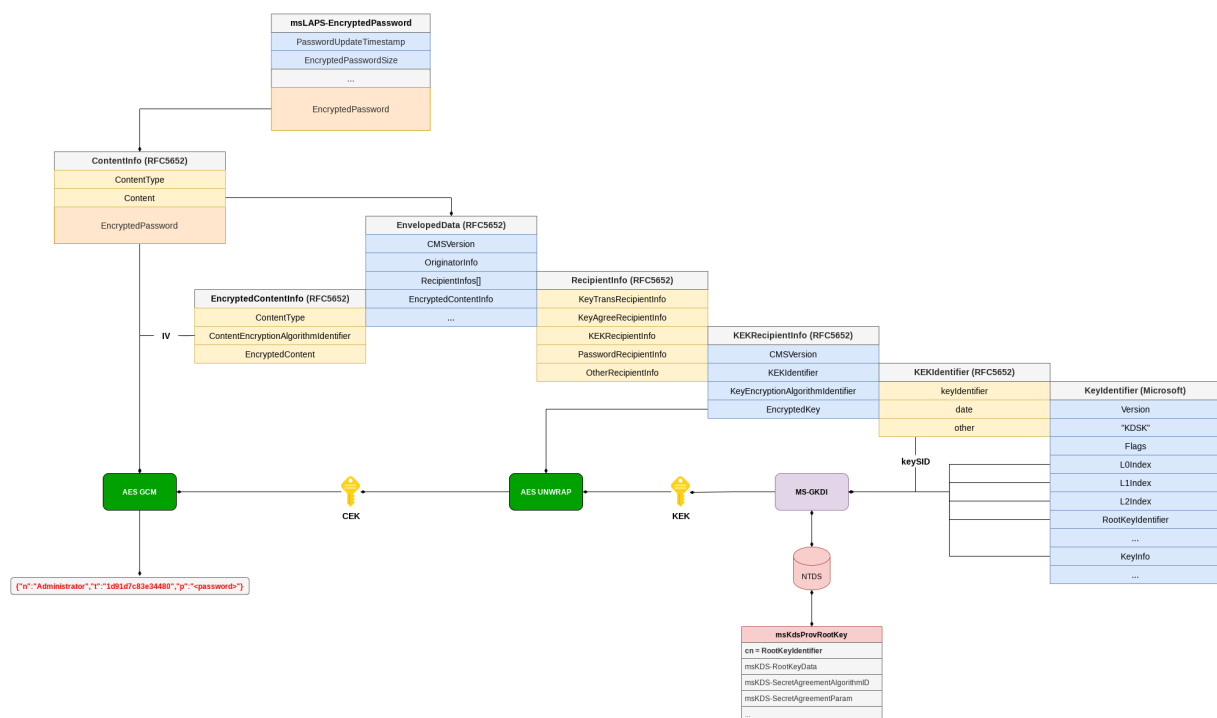 msLAPS-EncryptedPassword
PasswordUpdateTimestamp
EncryptedPasswordSize
...
EncryptedPassword
ContentInfo (RFC5652)
ContentType
Content
EncryptedPassword
EnvelopedData (RFC5652)
CMSVersion
OriginatorInfo
RecipientInfos[]
EncryptedContentInfo
...
EncryptedContentInfo (RFC5652)
ContentType
ContentEncryptionAlgorithmIdentifier
EncryptedContent
IV
RecipientInfo (RFC5652)
KeyTransRecipientInfo
KeyAgreeRecipientInfo
KEKRecipientInfo
PasswordRecipientInfo
OtherRecipientInfo
KEKRecipientInfo (RFC5652)
CMSVersion
KEKIdentifier
KeyEncryptionAlgorithmIdentifier
EncryptedKey
KEKIdentifier (RFC5652)
keyIdentifier
date
other
KeyIdentifier (Microsoft)
Version
"KDSK"
Flags
L0Index
L1Index
L2Index
RootKeyIdentifier
...
KeyInfo
...
keySID
AES GCM
CEK
AES UNWRAP
KEK
MS-GKDI
NTDS
{"n":"Administrator","t":"1d91d7c83e34480","p":"<password>"}
msKdsProvRootKey
cn = RootKeyIdentifier
msKDS-RootKeyData
msKDS-SecretAgreementAlgorithmID
msKDS-SecretAgreementParam
...